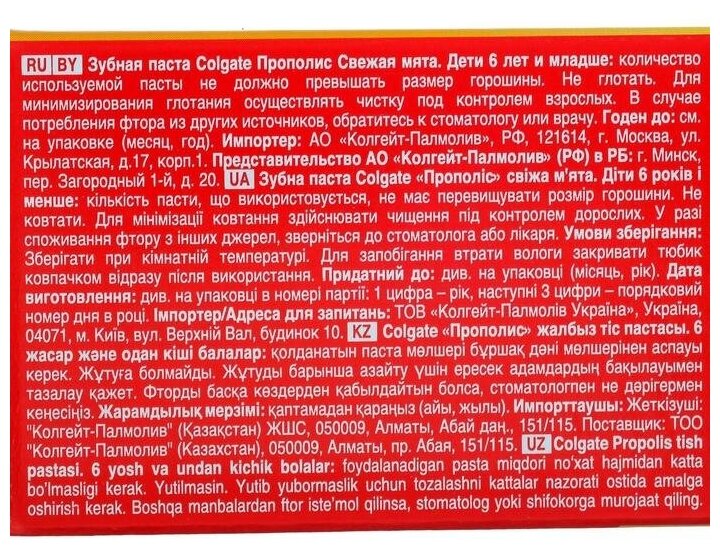 RU BY Зубная паста Colgate Прополис Свежая мята. Дети 6 лет и младше: количество
используемой пасты не должно превышать размер горошины. Не глотать. Для
минимизирования глотания осуществлять чистку под контролем взрослых. В случае
потребления фтора из других источников, обратитесь к стоматологу или врачу. Годен до: см.
на упаковке (месяц, год). Импортер: АО «Колгейт-Палмолив», РФ, 121614, г. Москва, ул.
Крылатская, д.17, корп.1. Представительство АО «Колгейт-Палмолив» (РФ) в РБ: г. Минск,
пер. Загородный 1-й, д. 20. UA Зубна паста Colgate «Прополіс» свіжа м'ята. Діти 6 років і
менше: кількість пасти, що використовується, не має перевищувати розмір горошини. Не
ковтати. Для мінімізації ковтання здійснювати чищення під контролем дорослих. У разі
споживання фтору з інших джерел, зверніться до стоматолога або лікаря. Умови зберігання:
Зберігати при кімнатній температурі. Для запобігання втрати вологи закривати тюбик
ковпачком відразу після використання. Придатний до: див. на упаковці (місяць, рік). Дата
виготовлення: див. на упаковці в номері партії: 1 цифра – рік, наступні 3 цифри – порядковий
номер дня в році. Імпортер/Адреса для запитань: ТОВ «Колгейт-Палмолів Україна», Україна,
04071, м. Київ, вул. Верхній Вал, будинок 10. KZ Colgate «Прополис» жалбыз тіс пастасы. 6
жасар және одан кіші балалар: қолданатын паста мөлшері бұршақ дәні мөлшерінен аспауы
керек. Жұтуға болмайды. Жұтуды барынша азайту үшін ересек адамдардың бақылауымен
тазалау қажет. Фторды басқа көздерден қабылдайтын болса, стоматологпен не дәрігермен
кеңесіңіз. Жарамдылық мерзімі: қаптамадан қараңыз (айы, жылы). Импорттаушы: Жеткізуші:
"Колгейт-Палмолив" (Қазақстан) ЖШС, 050009, Алматы, Абай даң., 151/115. Поставщик: ТОО
"Колгейт-Палмолив" (Казахстан), 050009, Алматы, пр. Абая, 151/115. UZ Colgate Propolis tish
pastasi. 6 yosh va undan kichik bolalar: foydalanadigan pasta miqdori no‘xat hajmidan katta
bo’lmasligi kerak. Yutilmasin. Yutib yubormaslik uchun tozalashni kattalar nazorati ostida amalga
oshirish kerak. Boshqa manbalardan ftor iste’mol qilinsa, stomatolog yoki shifokorga murojaat qiling.